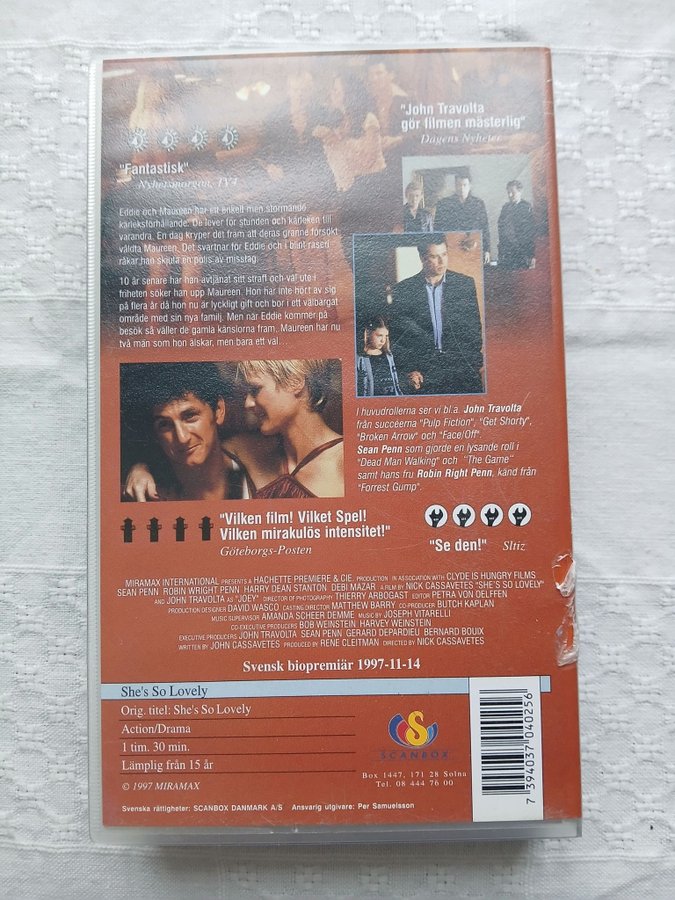 "John Travolta
gör filmen mästerlig"
Dagens Nyheter
"Fantastisk"
Nyhetsmorgon, TV4
Eddie och Maureen har ett enkelt men stormande
kärleksförhållande. De lever för stunden och kärleken till
varandra. En dag kryper det fram att deras granne försökt
våldta Maureen. Det svartnar för Eddie och i blint raseri
råkar han skjuta en polis av misstag.
10 år senare har han avtjänat sitt straff och väl ute i
friheten söker han upp Maureen. Hon har inte hört av sig
på flera år då hon nu är lyckligt gift och bor i ett välbärgat
område med sin nya familj. Men när Eddie kommer på
besök så väller de gamla känslorna fram. Maureen har nu
två män som hon älskar, men bara ett val...
I huvudrollerna ser vi bl.a. John Travolta
från succéerna "Pulp Fiction", "Get Shorty",
"Broken Arrow" och "Face/Off".
Sean Penn som gjorde en lysande roll i
"Dead Man Walking" och "The Game"
samt hans fru Robin Right Penn, känd från
"Forrest Gump".
"Vilken film! Vilket Spel!
Vilken mirakulös intensitet!"
Göteborgs-Posten
"Se den!" Slitz
MIRAMAX INTERNATIONAL PRESENTS A HACHETTE PREMIERE & CIE. PRODUCTION IN ASSOCIATION WITH CLYDE IS HUNGRY FILMS
SEAN PENN ROBIN WRIGHT PENN HARRY DEAN STANTON DEBI MAZAR A FILM BY NICK CASSAVETES "SHE'S SO LOVELY"
AND JOHN TRAVOLTA AS "JOEY" DIRECTOR OF PHOTOGRAPHY THIERRY ARBOGAST EDITOR PETRA VON OELFFEN
PRODUCTION DESIGNER DAVID WASCO CASTING DIRECTOR MATTHEW BARRY CO-PRODUCER BUTCH KAPLAN
MUSIC SUPERVISOR AMANDA SCHEER DEMME MUSIC BY JOSEPH VITARELLI
CO-EXECUTIVE PRODUCERS BOB WEINSTEIN HARVEY WEINSTEIN
EXECUTIVE PRODUCERS JOHN TRAVOLTA SEAN PENN GERARD DEPARDIEU BERNARD BOUIX
WRITTEN BY JOHN CASSAVETES PRODUCED BY RENE CLEITMAN DIRECTED BY NICK CASSAVETES
Svensk biopremiär 1997-11-14
She's So Lovely
Orig. titel: She's So Lovely
Action/Drama
1 tim. 30 min.
Lämplig från 15 år
© 1997 MIRAMAX
SCANBOX
Box 1447, 171 28 Solna
Tel. 08 444 76 00
7 394037 040256
Svenska rättigheter: SCANBOX DANMARK A/S Ansvarig utgivare: Per Samuelsson